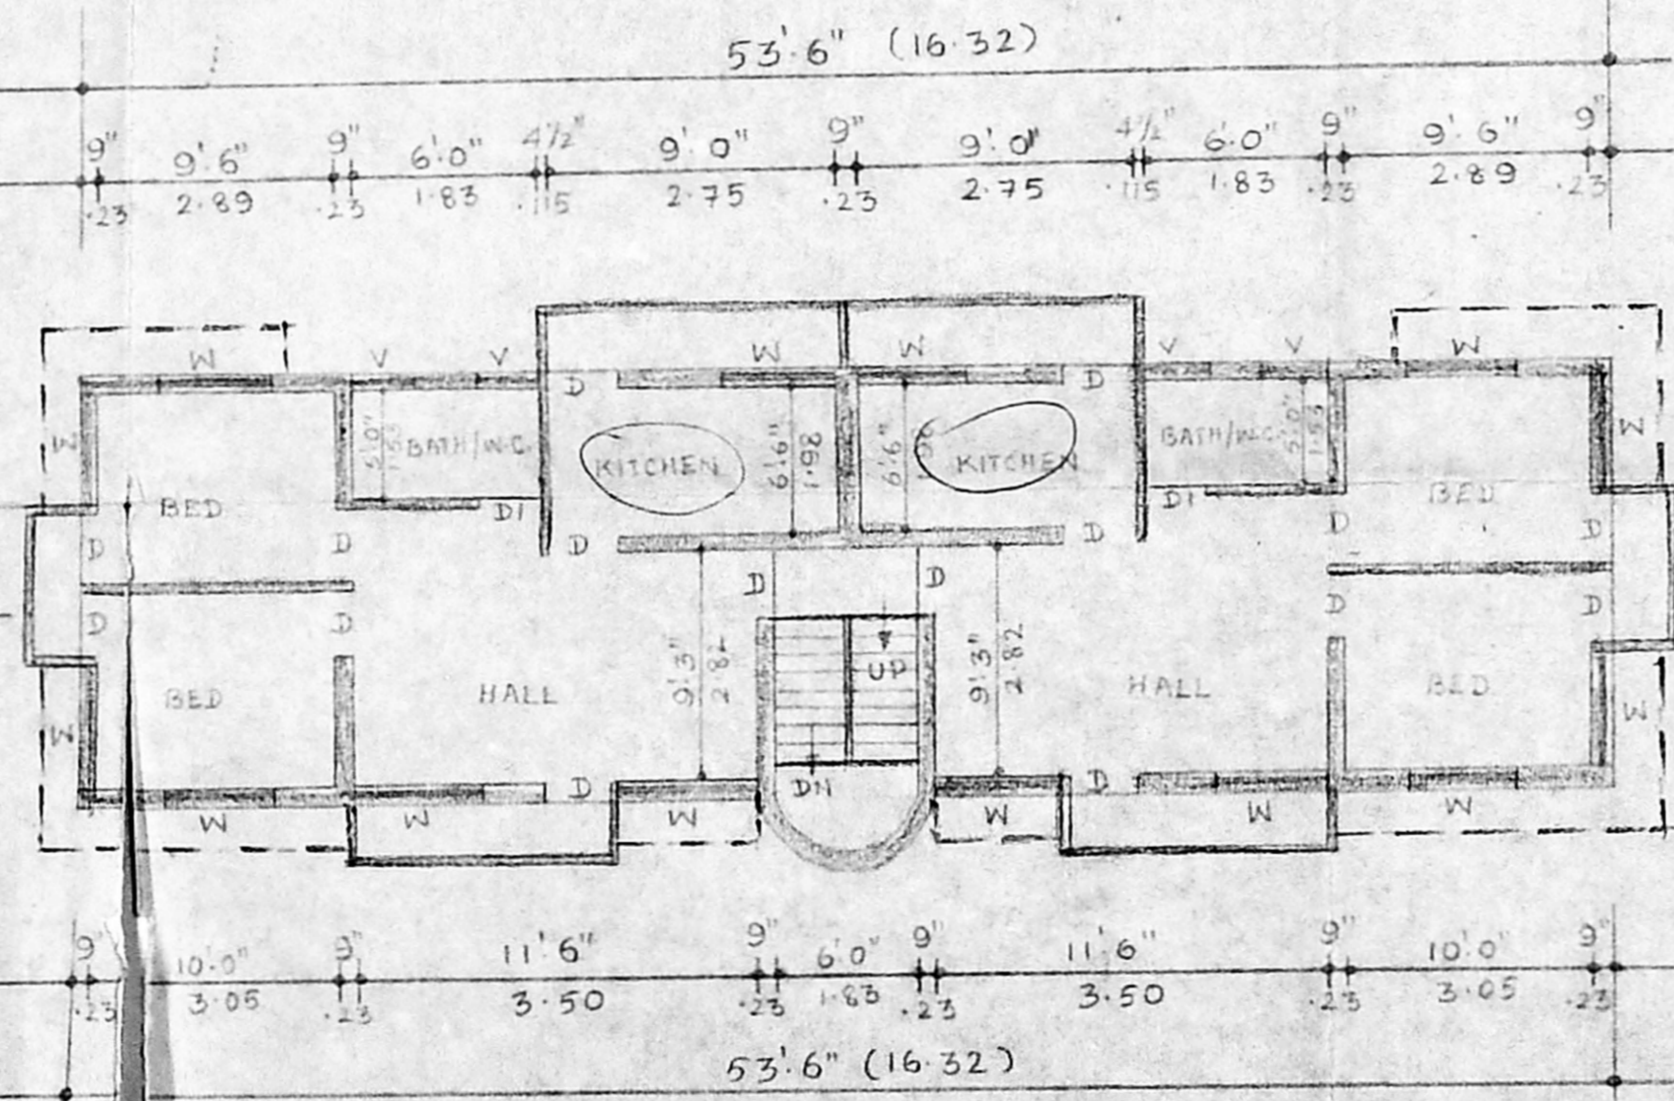 53'.6" (16.32)
9" 9'.6" 9" 6'.0" 4½" 9'.0" 9" 9'.0" 4½" 6'.0" 9" 9'.6" 9"
.23 2.89 .23 1.83 .115 2.75 .23 2.75 .115 1.83 .23 2.89 .23
W V V W W V V W
D D
W 5'.0" BATH/W.C. KITCHEN 6'.6" 1.98 6'.6" KITCHEN BATH/W.C. 5'.0" W
BED D1 D1 BED
D D D D D D
D D
D D D D
BED HALL 9'.3" 2.82 UP 9'.3" 2.82 HALL BED
W W
D DN D
W W W W W W
9" 10.0" 9" 11'.6" 9" 6'.0" 9" 11'.6" 9" 10'.0" 9"
.23 3.05 .23 3.50 .23 1.83 .23 3.50 .23 3.05 .23
53'.6" (16.32)